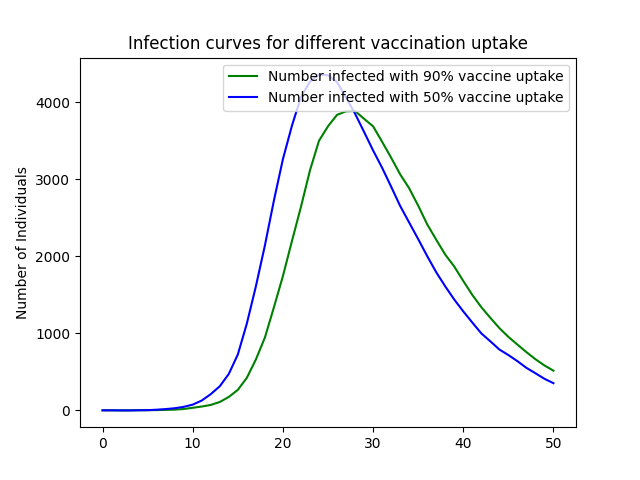 Infection curves for different vaccination uptake
Number infected with 90% vaccine uptake
Number infected with 50% vaccine uptake
Number of Individuals
4000
3000
2000
1000
0
0 10 20 30 40 50